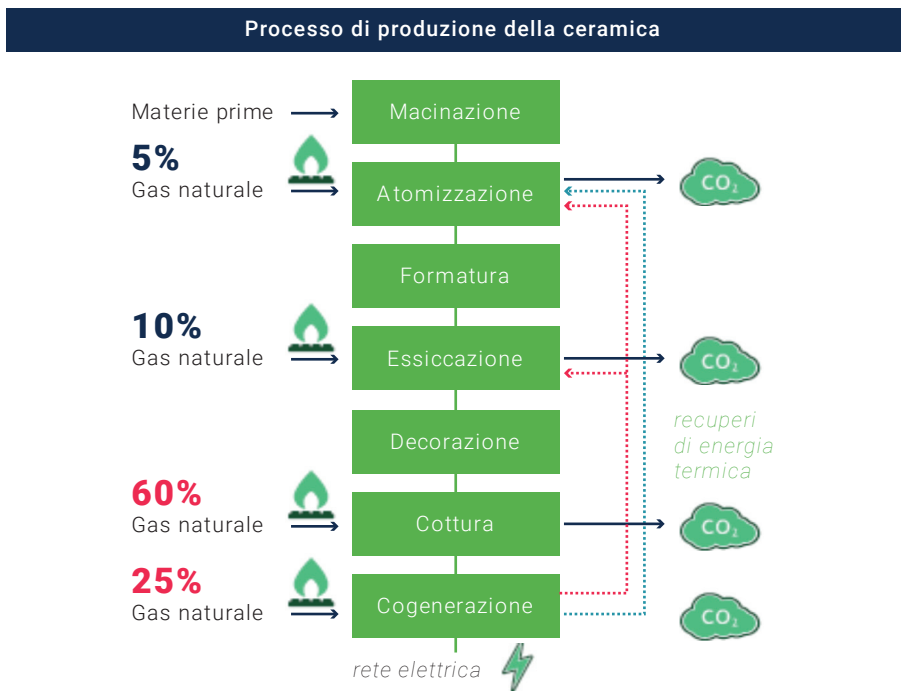 Processo di produzione della ceramica
Materie prime
Macinazione
5%
Gas naturale
Atomizzazione
CO₂
Formatura
10%
Gas naturale
Essiccazione
CO₂
Decorazione
recuperi
di energia
termica
60%
Gas naturale
Cottura
CO₂
25%
Gas naturale
Cogenerazione
CO₂
rete elettrica